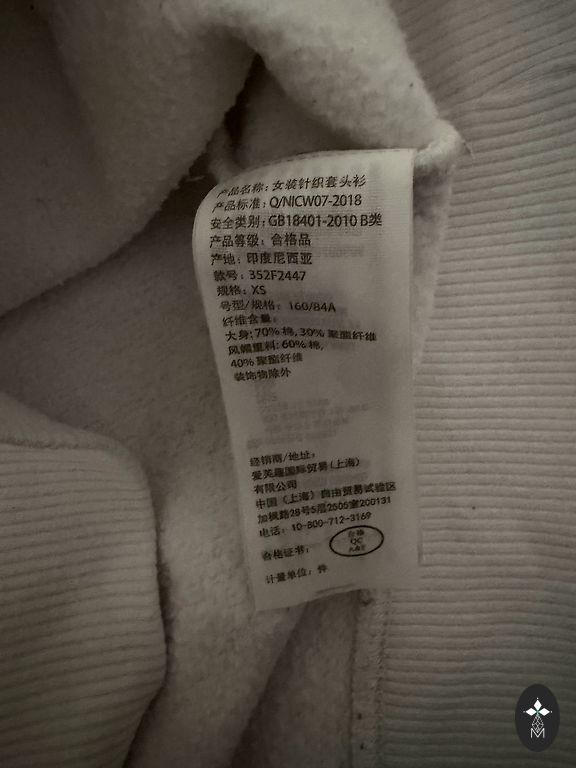 产品名称: 女装针织套头衫
产品标准: Q/NICW07-2018
安全类别: GB18401-2010 B类
产品等级: 合格品
产地: 印度尼西亚
款号: 352F2447
规格: XS
号型/规格: 160/84A
纤维含量:
大身: 70% 棉, 30% 聚酯纤维
风帽里料: 60% 棉,
40% 聚酯纤维
装饰物除外
经销商/地址:
爱芙趣国际贸易(上海)
有限公司
中国 (上海) 自由贸易试验区
加枫路28号5层2505室200131
电话: 10-800-712-3169
合格证书:
合格
QC
计量单位: 件
M